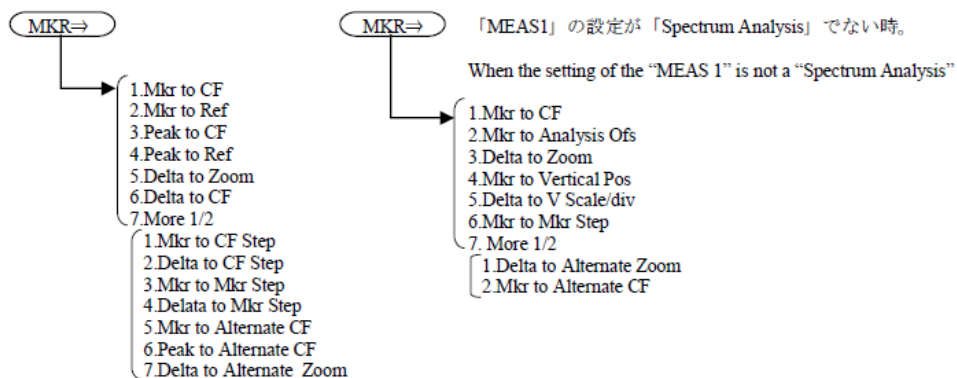 MKR⇒
1.Mkr to CF
2.Mkr to Ref
3.Peak to CF
4.Peak to Ref
5.Delta to Zoom
6.Delta to CF
7.More 1/2
1.Mkr to CF Step
2.Delta to CF Step
3.Mkr to Mkr Step
4.Delata to Mkr Step
5.Mkr to Alternate CF
6.Peak to Alternate CF
7.Delta to Alternate Zoom
MKR⇒ 「MEAS1」の設定が「Spectrum Analysis」でない時。
When the setting of the “MEAS 1” is not a “Spectrum Analysis”
1.Mkr to CF
2.Mkr to Analysis Ofs
3.Delta to Zoom
4.Mkr to Vertical Pos
5.Delta to V Scale/div
6.Mkr to Mkr Step
7. More 1/2
1.Delta to Alternate Zoom
2.Mkr to Alternate CF